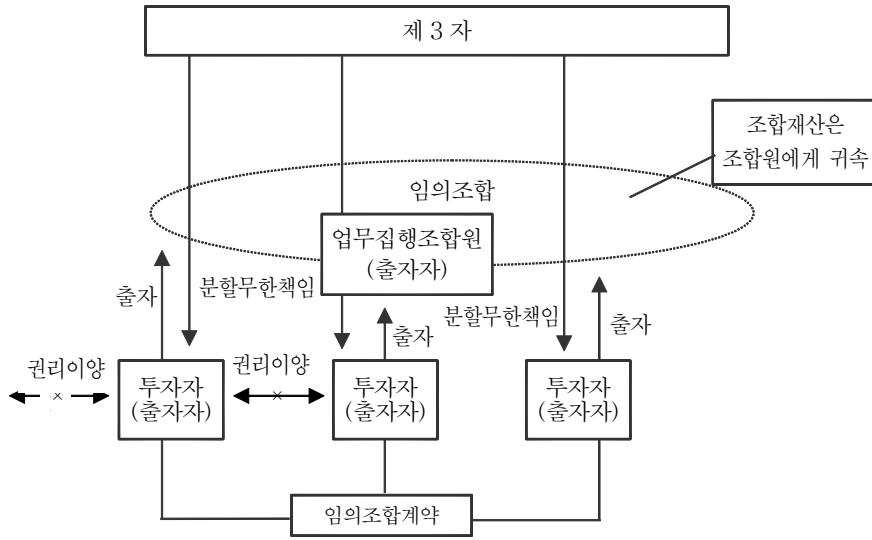 제 3 자
조합재산은
조합원에게 귀속
임의조합
업무집행조합원
(출자자)
출자
분할무한책임
출자
분할무한책임
출자
권리이양
×
투자자
(출자자)
권리이양
×
투자자
(출자자)
투자자
(출자자)
임의조합계약